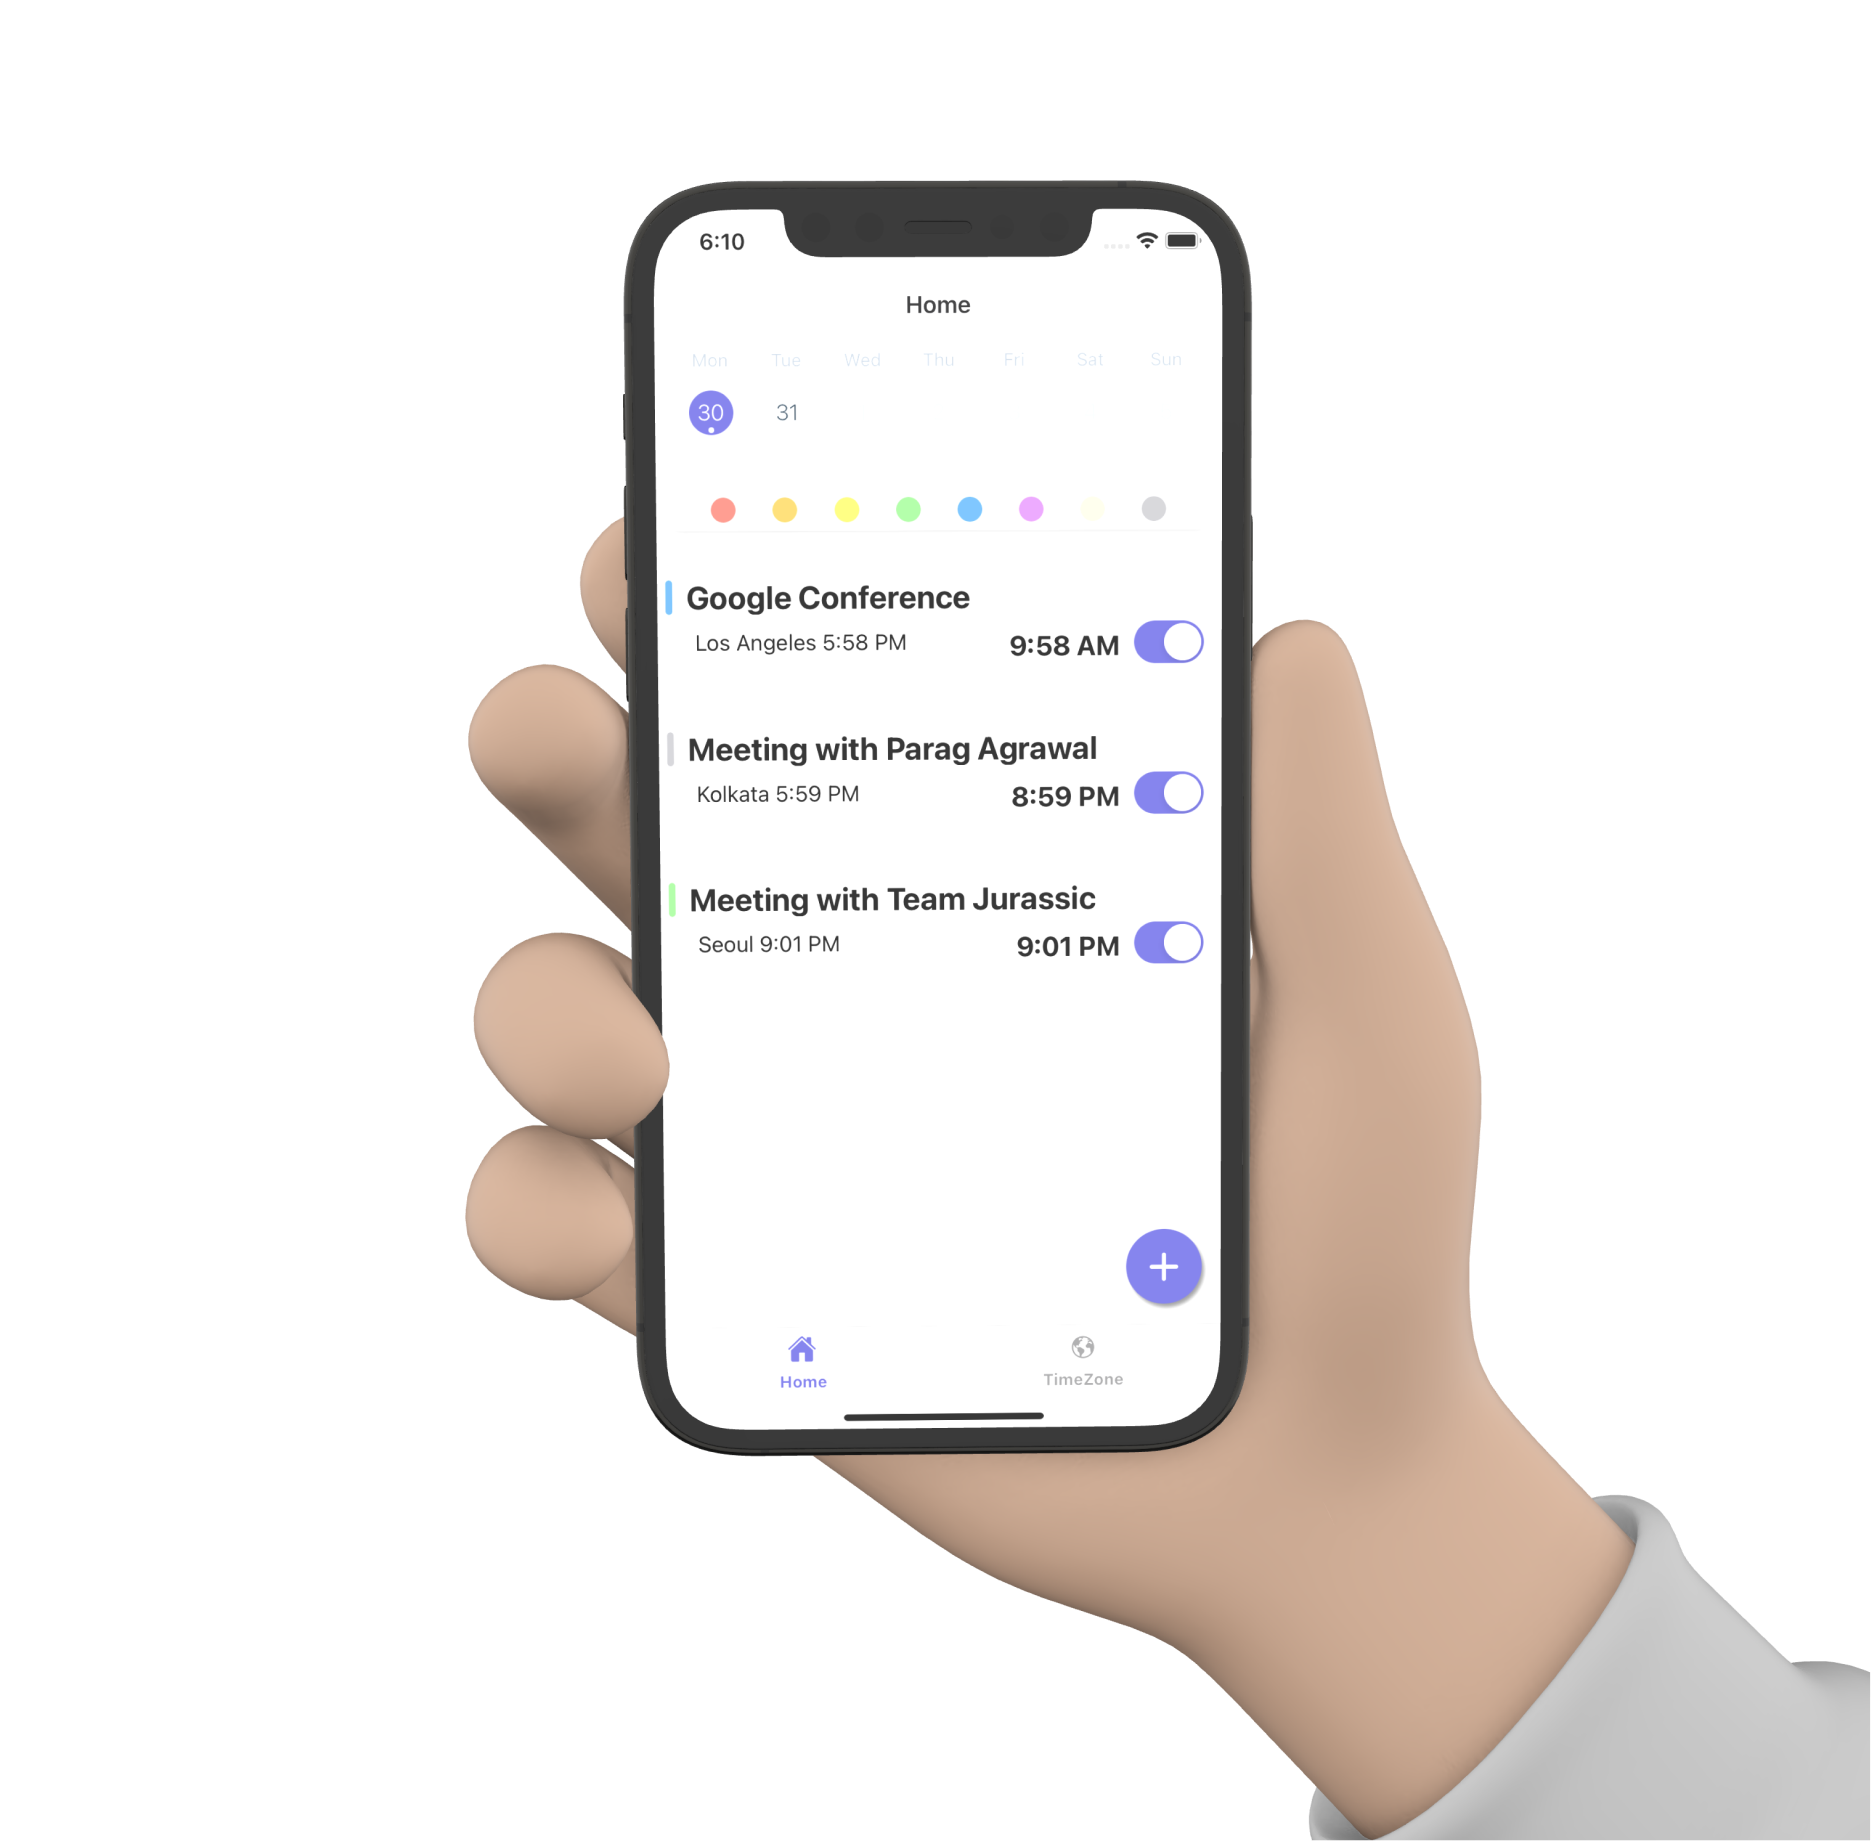 6:10
Home
Mon Tue Wed Thu Fri Sat Sun
30 31
Google Conference
Los Angeles 5:58 PM 9:58 AM
Meeting with Parag Agrawal
Kolkata 5:59 PM 8:59 PM
Meeting with Team Jurassic
Seoul 9:01 PM 9:01 PM
+
Home TimeZone